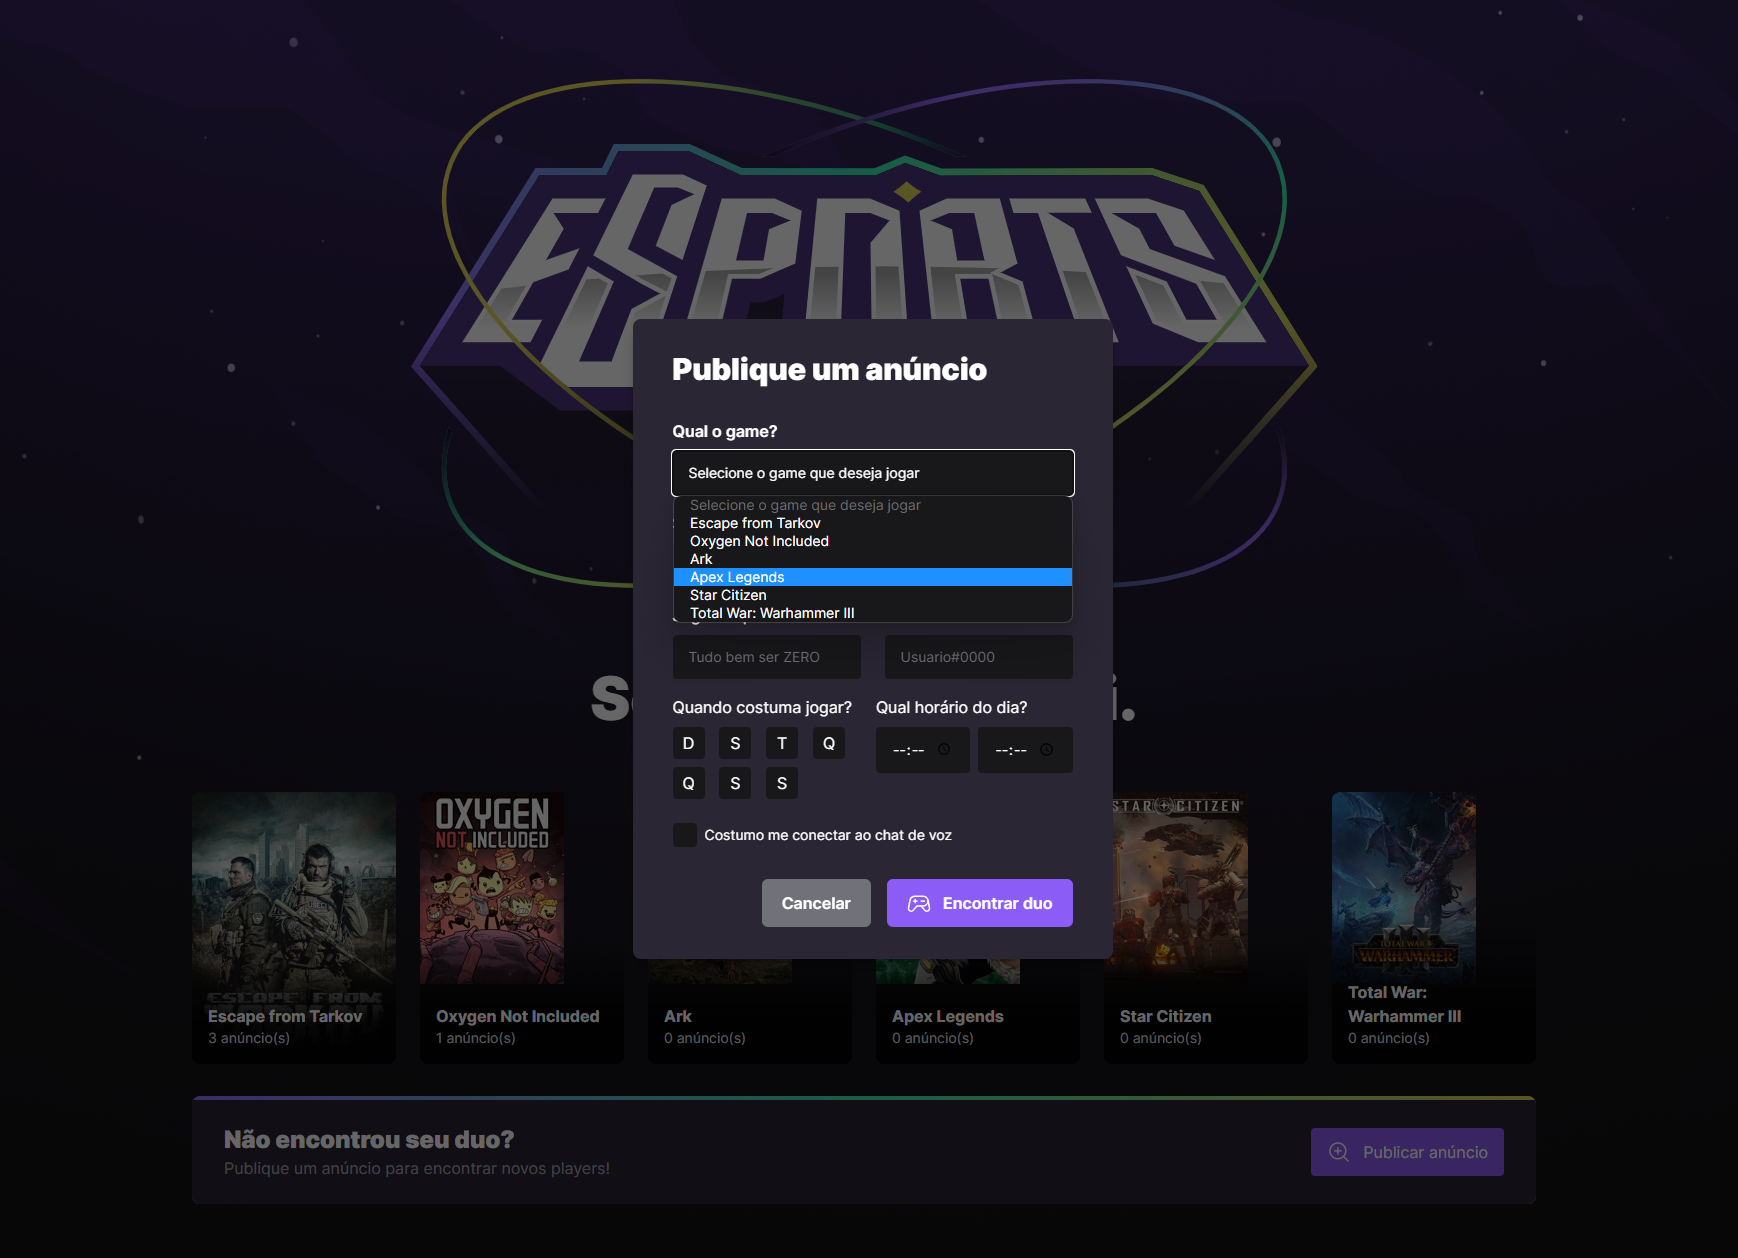 ESPORTS
Publique um anúncio
Qual o game?
Selecione o game que deseja jogar
Selecione o game que deseja jogar
Escape from Tarkov
Oxygen Not Included
Ark
Apex Legends
Star Citizen
Total War: Warhammer III
Tudo bem ser ZERO
Usuario#0000
Quando costuma jogar?
Qual horário do dia?
D S T Q
Q S S
--:-- --:--
Costumo me conectar ao chat de voz
Cancelar
Encontrar duo
OXYGEN
NOT INCLUDED
STAR CITIZEN
TOTAL WAR
WARHAMMER
ESCAPE FROM
Escape from Tarkov
3 anúncio(s)
Oxygen Not Included
1 anúncio(s)
Ark
0 anúncio(s)
Apex Legends
0 anúncio(s)
Star Citizen
0 anúncio(s)
Total War:
Warhammer III
0 anúncio(s)
Não encontrou seu duo?
Publique um anúncio para encontrar novos players!
Publicar anúncio